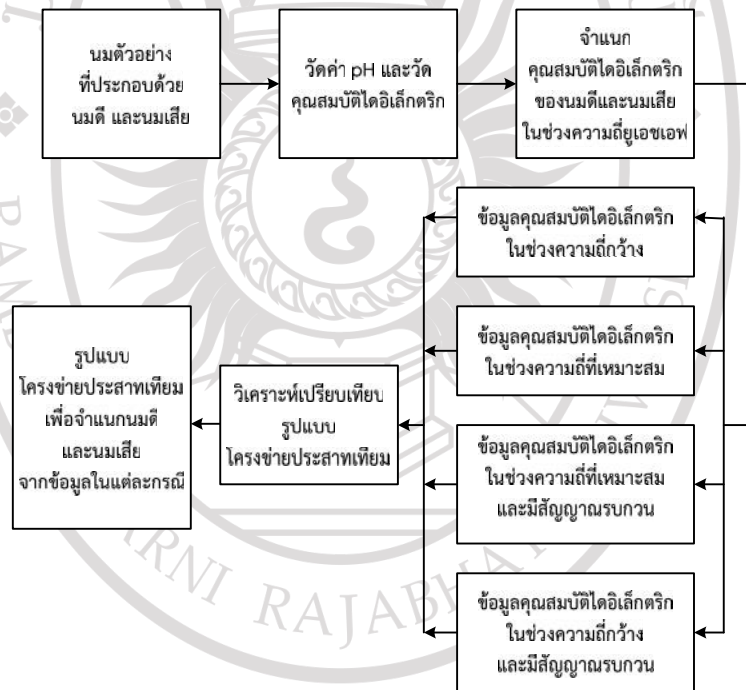 นมตัวอย่าง
ที่ประกอบด้วย
นมดี และนมเสีย
วัดค่า pH และวัด
คุณสมบัติไดอิเล็กตริก
จำแนก
คุณสมบัติไดอิเล็กตริก
ของนมดีและนมเสีย
ในช่วงความถี่ยูเอชเอฟ
ข้อมูลคุณสมบัติไดอิเล็กตริก
ในช่วงความถี่กว้าง
ข้อมูลคุณสมบัติไดอิเล็กตริก
ในช่วงความถี่ที่เหมาะสม
ข้อมูลคุณสมบัติไดอิเล็กตริก
ในช่วงความถี่ที่เหมาะสม
และมีสัญญาณรบกวน
ข้อมูลคุณสมบัติไดอิเล็กตริก
ในช่วงความถี่กว้าง
และมีสัญญาณรบกวน
วิเคราะห์เปรียบเทียบ
รูปแบบ
โครงข่ายประสาทเทียม
รูปแบบ
โครงข่ายประสาทเทียม
เพื่อจำแนกนมดี
และนมเสีย
จากข้อมูลในแต่ละกรณี
RAJABHA